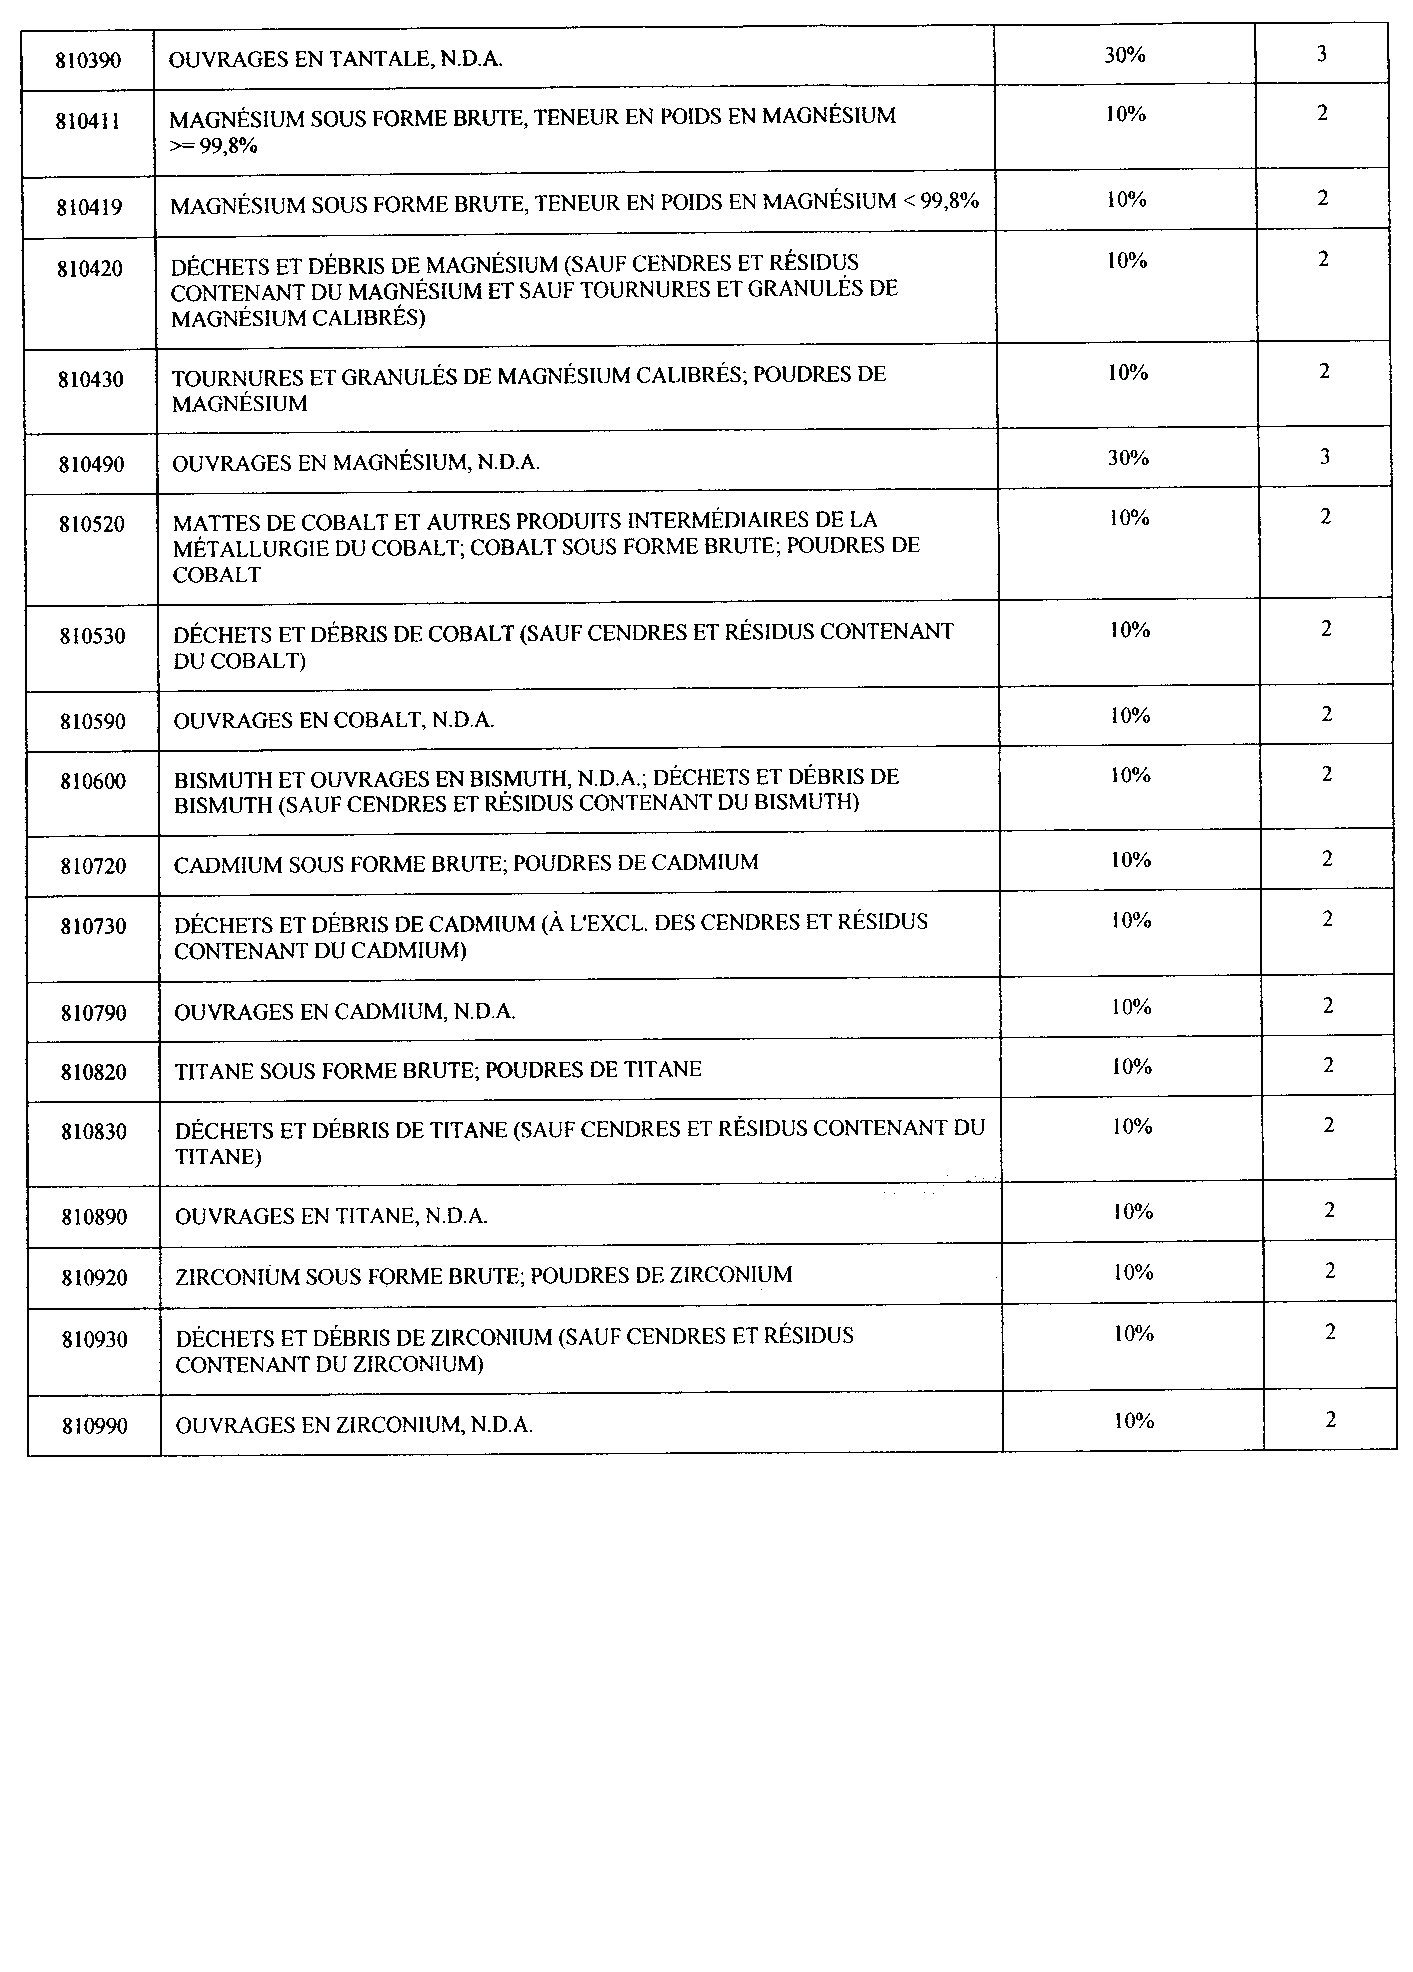 810390 OUVRAGES EN TANTALE, N.D.A. 30% 3
810411 MAGNÉSIUM SOUS FORME BRUTE, TENEUR EN POIDS EN MAGNÉSIUM 10% 2
>= 99,8%
810419 MAGNÉSIUM SOUS FORME BRUTE, TENEUR EN POIDS EN MAGNÉSIUM < 99,8% 10% 2
810420 DÉCHETS ET DÉBRIS DE MAGNÉSIUM (SAUF CENDRES ET RÉSIDUS 10% 2
CONTENANT DU MAGNÉSIUM ET SAUF TOURNURES ET GRANULÉS DE
MAGNÉSIUM CALIBRÉS)
810430 TOURNURES ET GRANULÉS DE MAGNÉSIUM CALIBRÉS; POUDRES DE 10% 2
MAGNÉSIUM
810490 OUVRAGES EN MAGNÉSIUM, N.D.A. 30% 3
810520 MATTES DE COBALT ET AUTRES PRODUITS INTERMÉDIAIRES DE LA 10% 2
MÉTALLURGIE DU COBALT; COBALT SOUS FORME BRUTE; POUDRES DE
COBALT
810530 DÉCHETS ET DÉBRIS DE COBALT (SAUF CENDRES ET RÉSIDUS CONTENANT 10% 2
DU COBALT)
810590 OUVRAGES EN COBALT, N.D.A. 10% 2
810600 BISMUTH ET OUVRAGES EN BISMUTH, N.D.A.; DÉCHETS ET DÉBRIS DE 10% 2
BISMUTH (SAUF CENDRES ET RÉSIDUS CONTENANT DU BISMUTH)
810720 CADMIUM SOUS FORME BRUTE; POUDRES DE CADMIUM 10% 2
810730 DÉCHETS ET DÉBRIS DE CADMIUM (À L'EXCL. DES CENDRES ET RÉSIDUS 10% 2
CONTENANT DU CADMIUM)
810790 OUVRAGES EN CADMIUM, N.D.A. 10% 2
810820 TITANE SOUS FORME BRUTE; POUDRES DE TITANE 10% 2
810830 DÉCHETS ET DÉBRIS DE TITANE (SAUF CENDRES ET RÉSIDUS CONTENANT DU 10% 2
TITANE)
810890 OUVRAGES EN TITANE, N.D.A. 10% 2
810920 ZIRCONIUM SOUS FORME BRUTE; POUDRES DE ZIRCONIUM 10% 2
810930 DÉCHETS ET DÉBRIS DE ZIRCONIUM (SAUF CENDRES ET RÉSIDUS 10% 2
CONTENANT DU ZIRCONIUM)
810990 OUVRAGES EN ZIRCONIUM, N.D.A. 10% 2